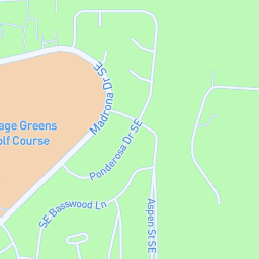 Madrona Dr SE
age Greens
olf Course
Ponderosa Dr SE
SE Basswood Ln
Aspen St SE